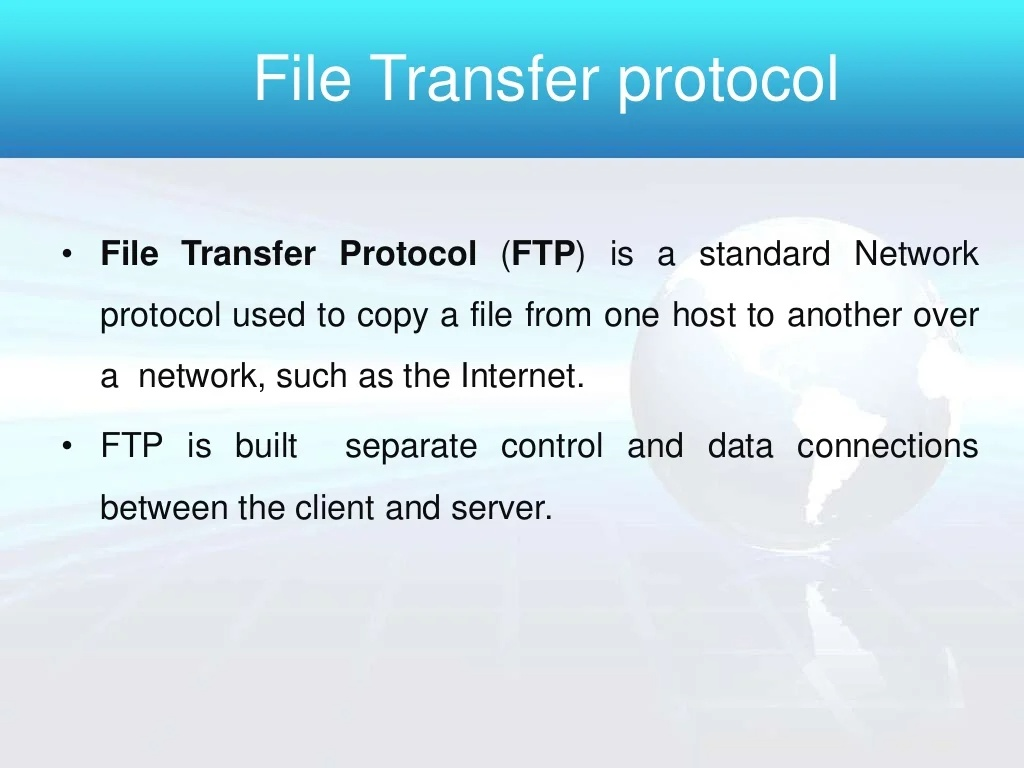 File Transfer protocol
• File Transfer Protocol (FTP) is a standard Network
protocol used to copy a file from one host to another over
a  network, such as the Internet.
• FTP is built  separate control and data connections
between the client and server.